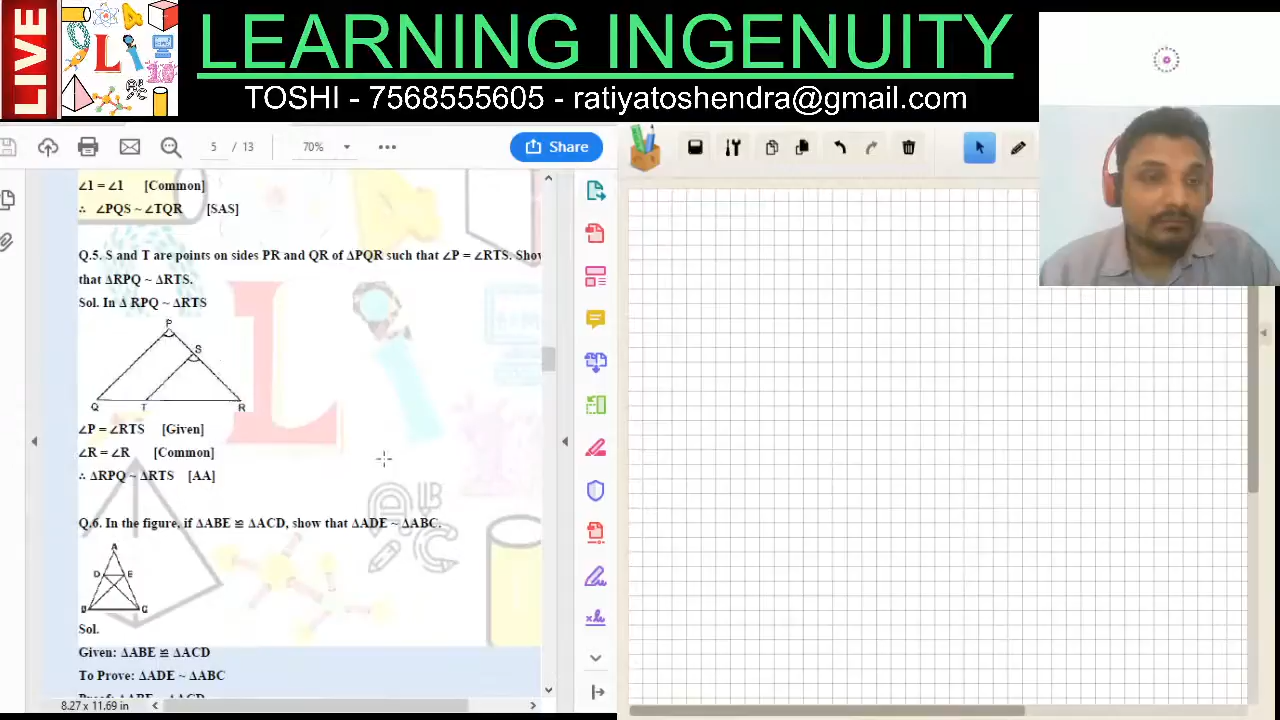 LIVE
LEARNING INGENUITY
TOSHI - 7568555605 - ratiyatoshendra@gmail.com
5 / 13
70%
Share
∠1 = ∠1 [Common]
∴ ∠PQS ~ ∠TQR [SAS]
Q.5. S and T are points on sides PR and QR of ΔPQR such that ∠P = ∠RTS. Show
that ΔRPQ ~ ΔRTS.
Sol. In Δ RPQ ~ ΔRTS
P
S
Q T R
∠P = ∠RTS [Given]
∠R = ∠R [Common]
∴ ΔRPQ ~ ΔRTS [AA]
Q.6. In the figure, if ΔABE ≌ ΔACD, show that ΔADE ~ ΔABC.
A
D E
B C
Sol.
Given: ΔABE ≌ ΔACD
To Prove: ΔADE ~ ΔABC
Proof: ΔABE ≌ ΔACD
8.27 x 11.69 in